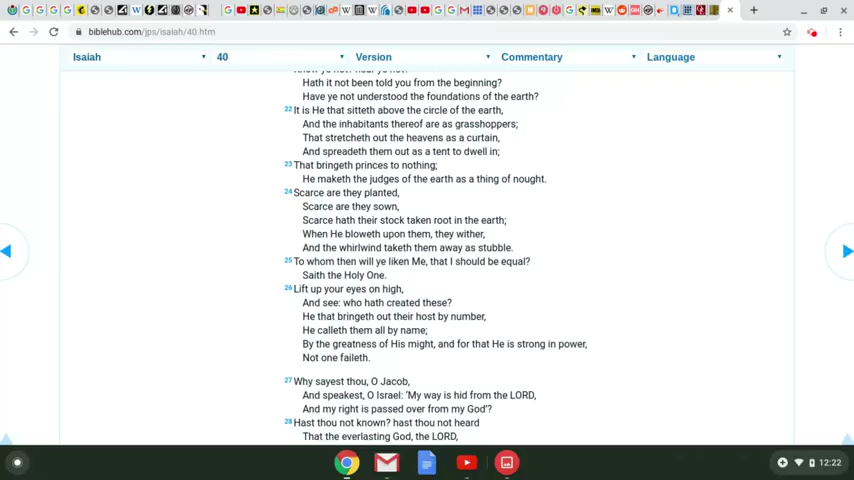 biblehub.com/jps/isaiah/40.htm
Isaiah 40 Version Commentary Language
Know ye not? hear ye not?
Hath it not been told you from the beginning?
Have ye not understood the foundations of the earth?
22 It is He that sitteth above the circle of the earth,
And the inhabitants thereof are as grasshoppers;
That stretcheth out the heavens as a curtain,
And spreadeth them out as a tent to dwell in;
23 That bringeth princes to nothing;
He maketh the judges of the earth as a thing of nought.
24 Scarce are they planted,
Scarce are they sown,
Scarce hath their stock taken root in the earth;
When He bloweth upon them, they wither,
And the whirlwind taketh them away as stubble.
25 To whom then will ye liken Me, that I should be equal?
Saith the Holy One.
26 Lift up your eyes on high,
And see: who hath created these?
He that bringeth out their host by number,
He calleth them all by name;
By the greatness of His might, and for that He is strong in power,
Not one faileth.
27 Why sayest thou, O Jacob,
And speakest, O Israel: 'My way is hid from the LORD,
And my right is passed over from my God'?
28 Hast thou not known? hast thou not heard
That the everlasting God, the LORD,
12:22